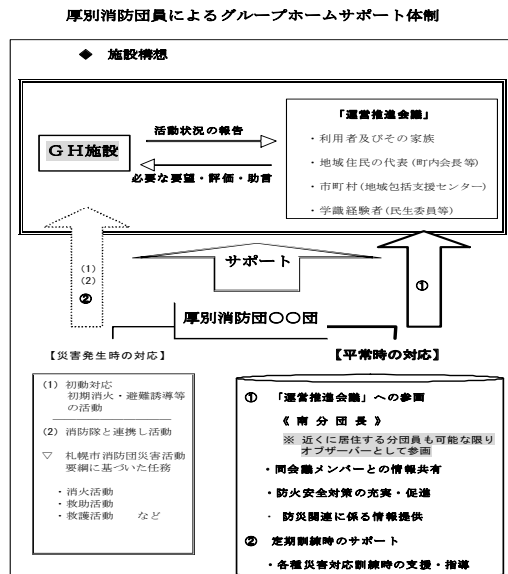 厚別消防団員によるグループホームサポート体制
◆ 施設構想
GH施設
活動状況の報告
必要な要望・評価・助言
「運営推進会議」
・利用者及びその家族
・地域住民の代表(町内会長等)
・市町村(地域包括支援センター)
・学識経験者(民生委員等)
(1)
(2)
②
サポート
①
厚別消防団〇〇団
【災害発生時の対応】
(1) 初動対応
初期消火・避難誘導等
の活動
(2) 消防隊と連携し活動
▽ 札幌市消防団災害活動
要綱に基づいた任務
・消火活動
・救助活動
・救護活動 など
【平常時の対応】
① 「運営推進会議」への参画
《 南 分 団 長 》
※ 近くに居住する分団員も可能な限り
オブザーバーとして参画
・同会議メンバーとの情報共有
・防火安全対策の充実・促進
・ 防災関連に係る情報提供
② 定期訓練時のサポート
・各種災害対応訓練時の支援・指導